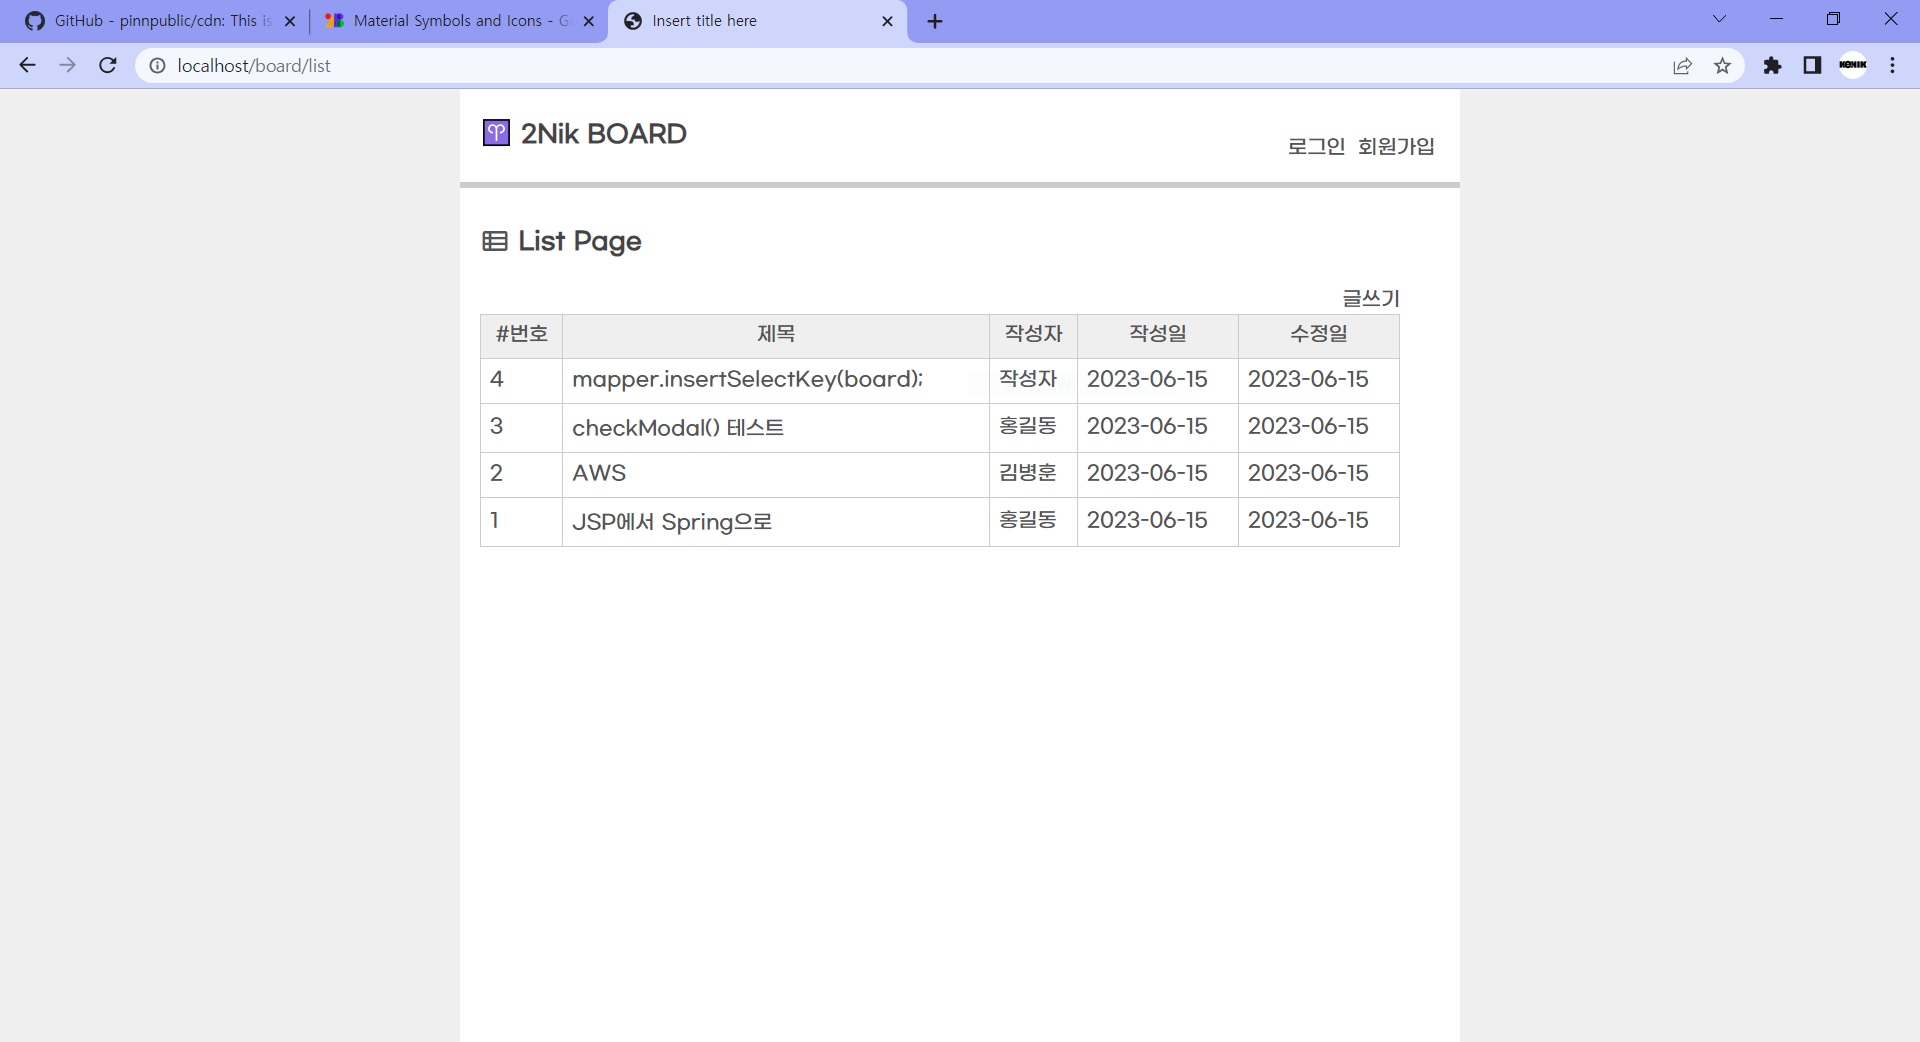 GitHub - pinnpublic/cdn: This is
Material Symbols and Icons - Go
Insert title here
localhost/board/list
KENIK
2Nik BOARD
로그인 회원가입
List Page
글쓰기
#번호 제목 작성자 작성일 수정일
4 mapper.insertSelectKey(board); 작성자 2023-06-15 2023-06-15
3 checkModal() 테스트 홍길동 2023-06-15 2023-06-15
2 AWS 김병훈 2023-06-15 2023-06-15
1 JSP에서 Spring으로 홍길동 2023-06-15 2023-06-15